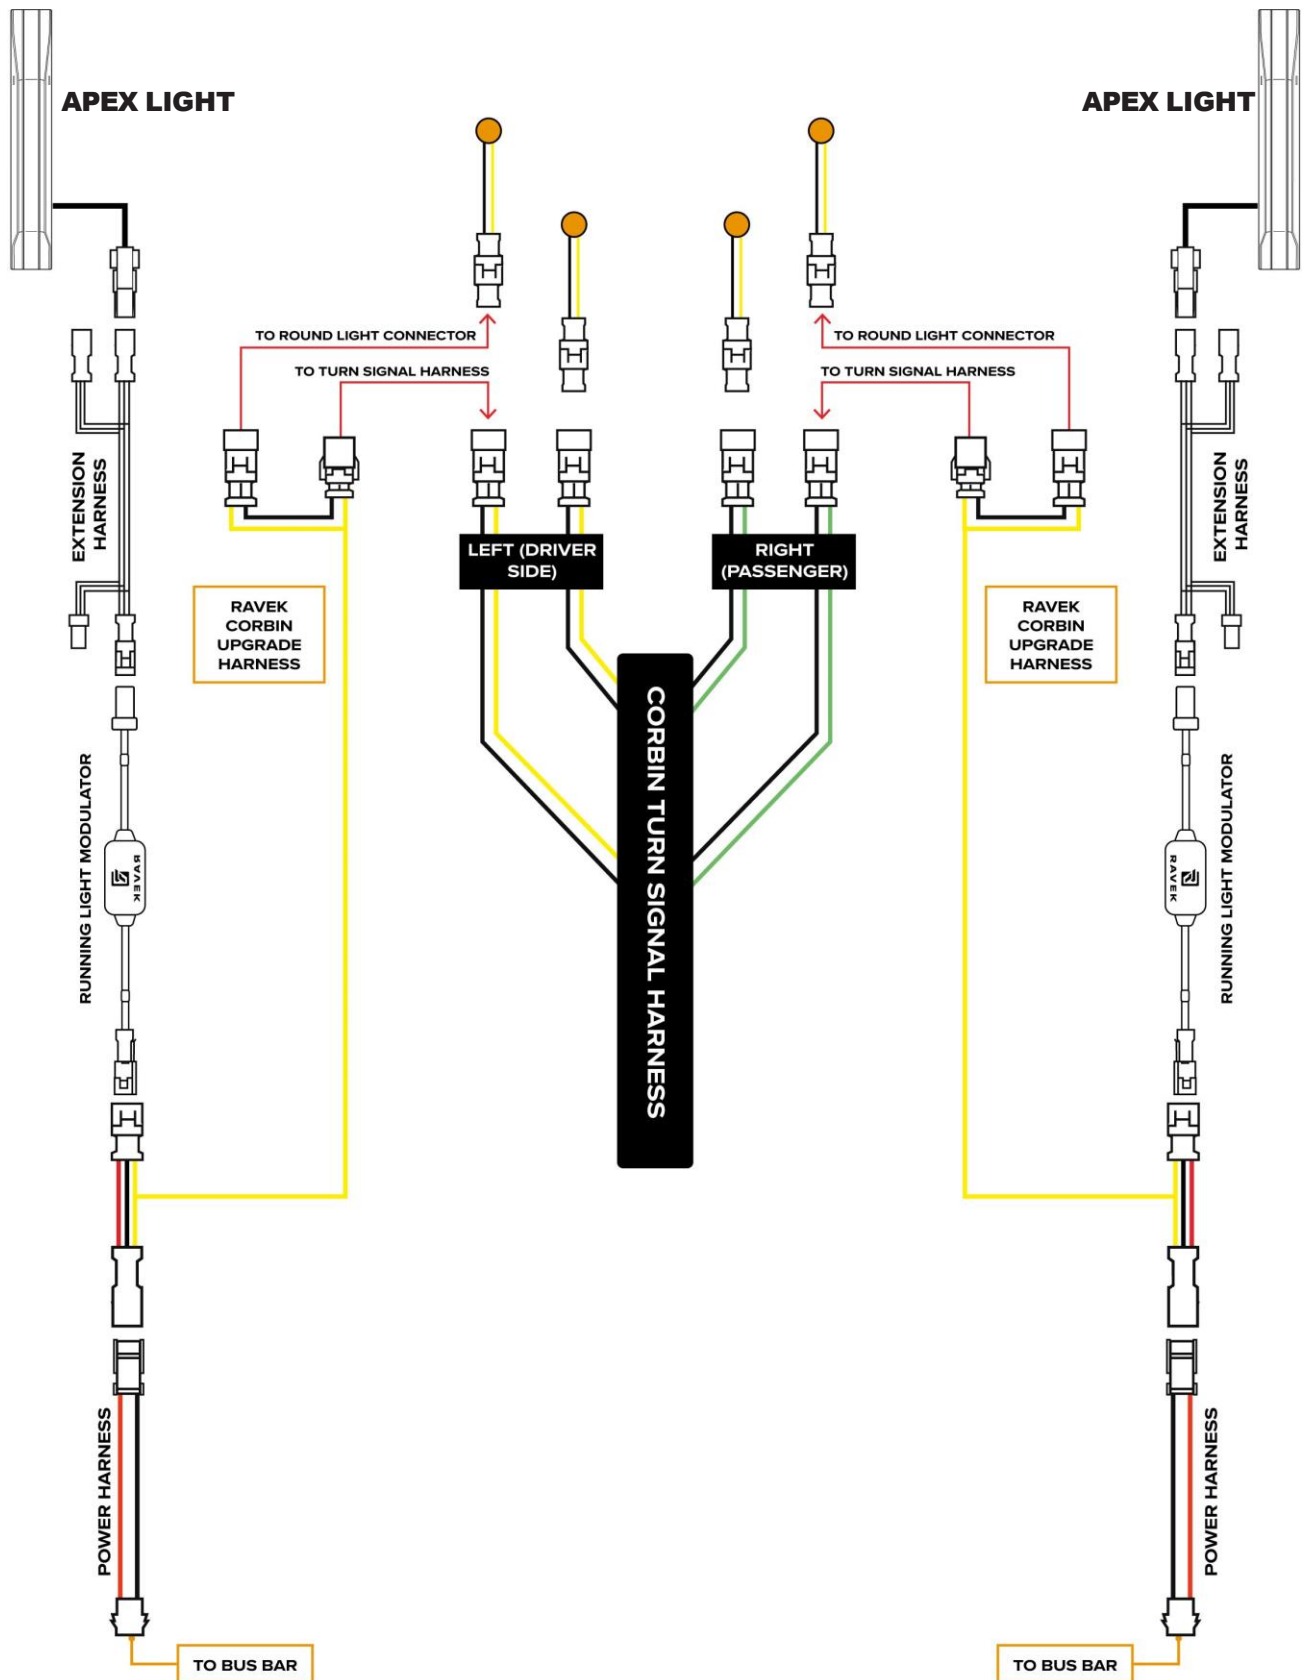 APEX LIGHT
APEX LIGHT
TO ROUND LIGHT CONNECTOR
TO ROUND LIGHT CONNECTOR
TO TURN SIGNAL HARNESS
TO TURN SIGNAL HARNESS
EXTENSION
HARNESS
EXTENSION
HARNESS
LEFT (DRIVER
SIDE)
RIGHT
(PASSENGER)
RAVEK
CORBIN
UPGRADE
HARNESS
RAVEK
CORBIN
UPGRADE
HARNESS
CORBIN TURN SIGNAL HARNESS
RUNNING LIGHT MODULATOR
RAVEK
RAVEK
RUNNING LIGHT MODULATOR
POWER HARNESS
POWER HARNESS
TO BUS BAR
TO BUS BAR